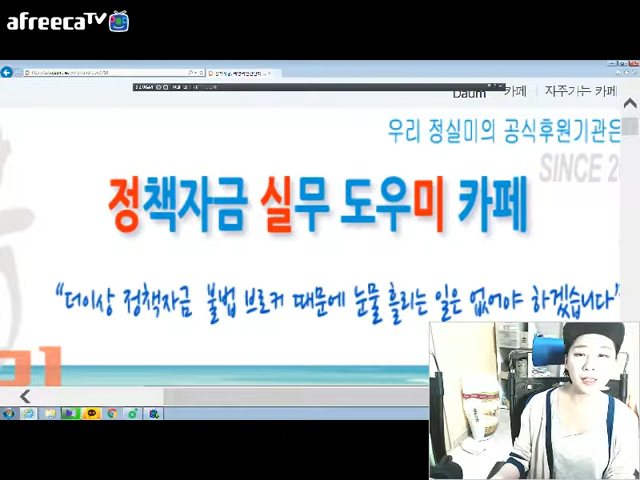 afreecaTV
Daum 카페 | 자주가는 카페
우리 정실미의 공식후원기관은
SINCE 2
정책자금 실무 도우미 카페
"더이상 정책자금 불법 브로커 때문에 눈물 흘리는 일은 없어야 하겠습니다"
01